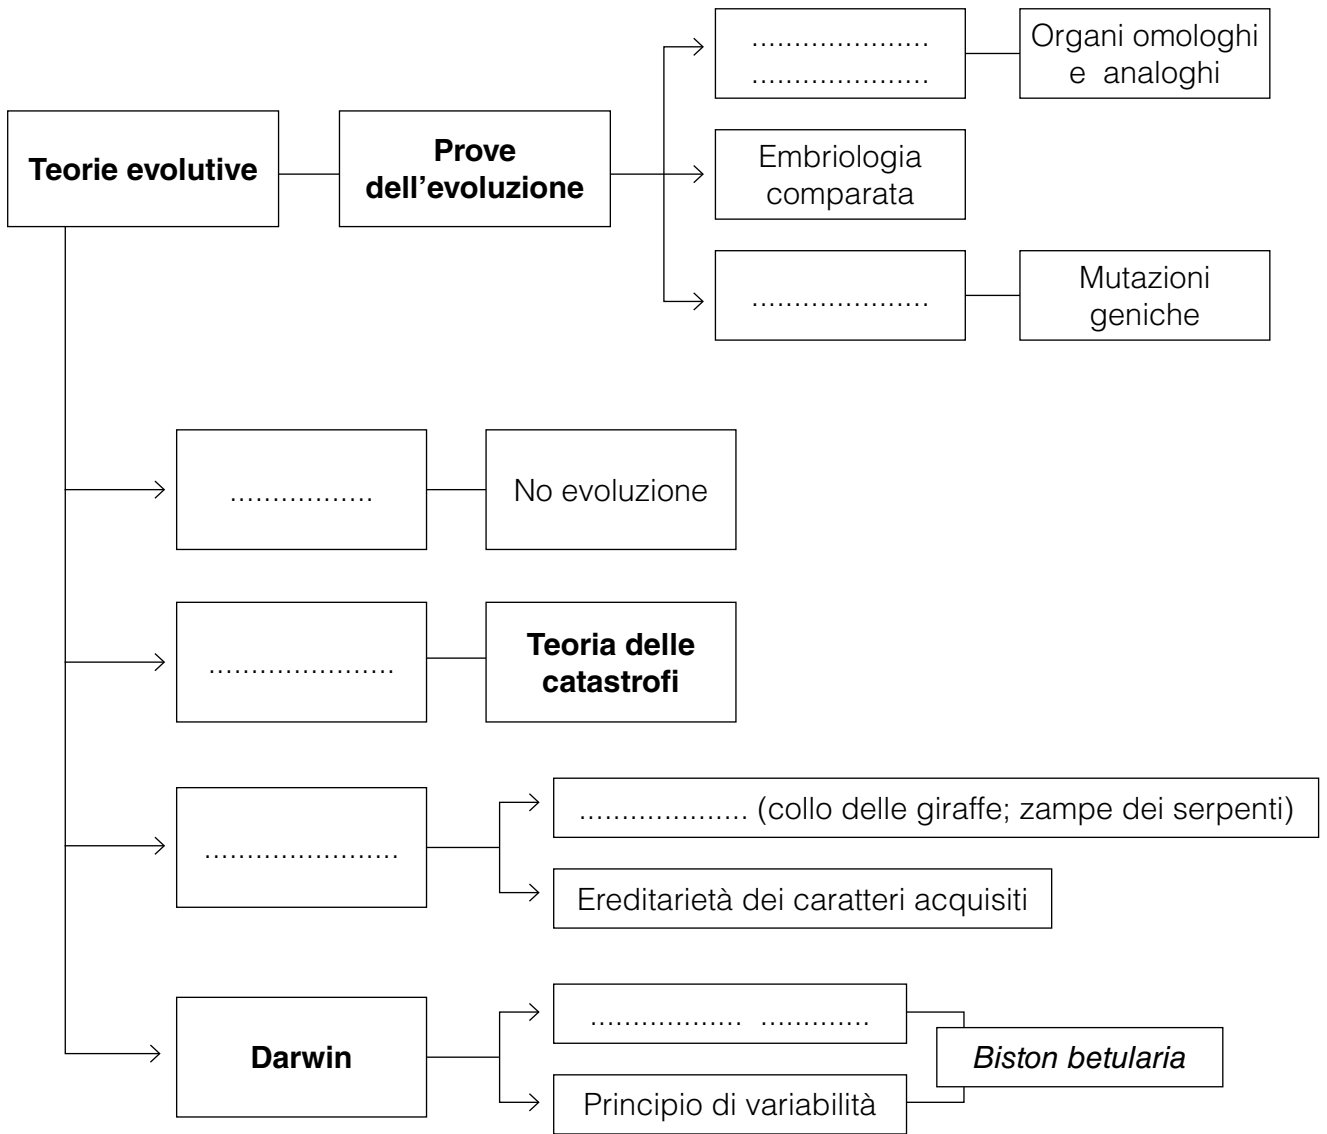 .....................
.....................
Organi omologhi
e analoghi
Teorie evolutive
Prove
dell'evoluzione
Embriologia
comparata
.....................
Mutazioni
geniche
.................
No evoluzione
......................
Teoria delle
catastrofi
.......................
.................... (collo delle giraffe; zampe dei serpenti)
Ereditarietà dei caratteri acquisiti
Darwin
.................. .............
Principio di variabilità
Biston betularia